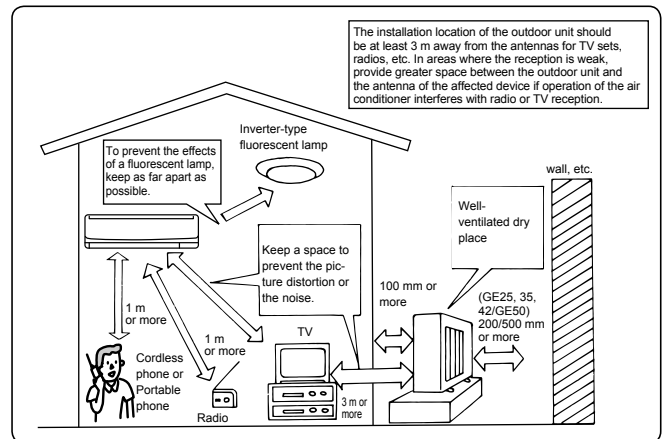 The installation location of the outdoor unit should
be at least 3 m away from the antennas for TV sets,
radios, etc. In areas where the reception is weak,
provide greater space between the outdoor unit and
the antenna of the affected device if operation of the air
conditioner interferes with radio or TV reception.
Inverter-type
fluorescent lamp
To prevent the effects
of a fluorescent lamp,
keep as far apart as
possible.
wall, etc.
Well-
ventilated dry
place
Keep a space to
prevent the pic-
ture distortion or
the noise.
100 mm or
more
(GE25, 35,
42/GE50)
200/500 mm
or more
1 m
or more
1 m
or more
TV
Cordless
phone or
Portable
phone
Radio
3 m or
more